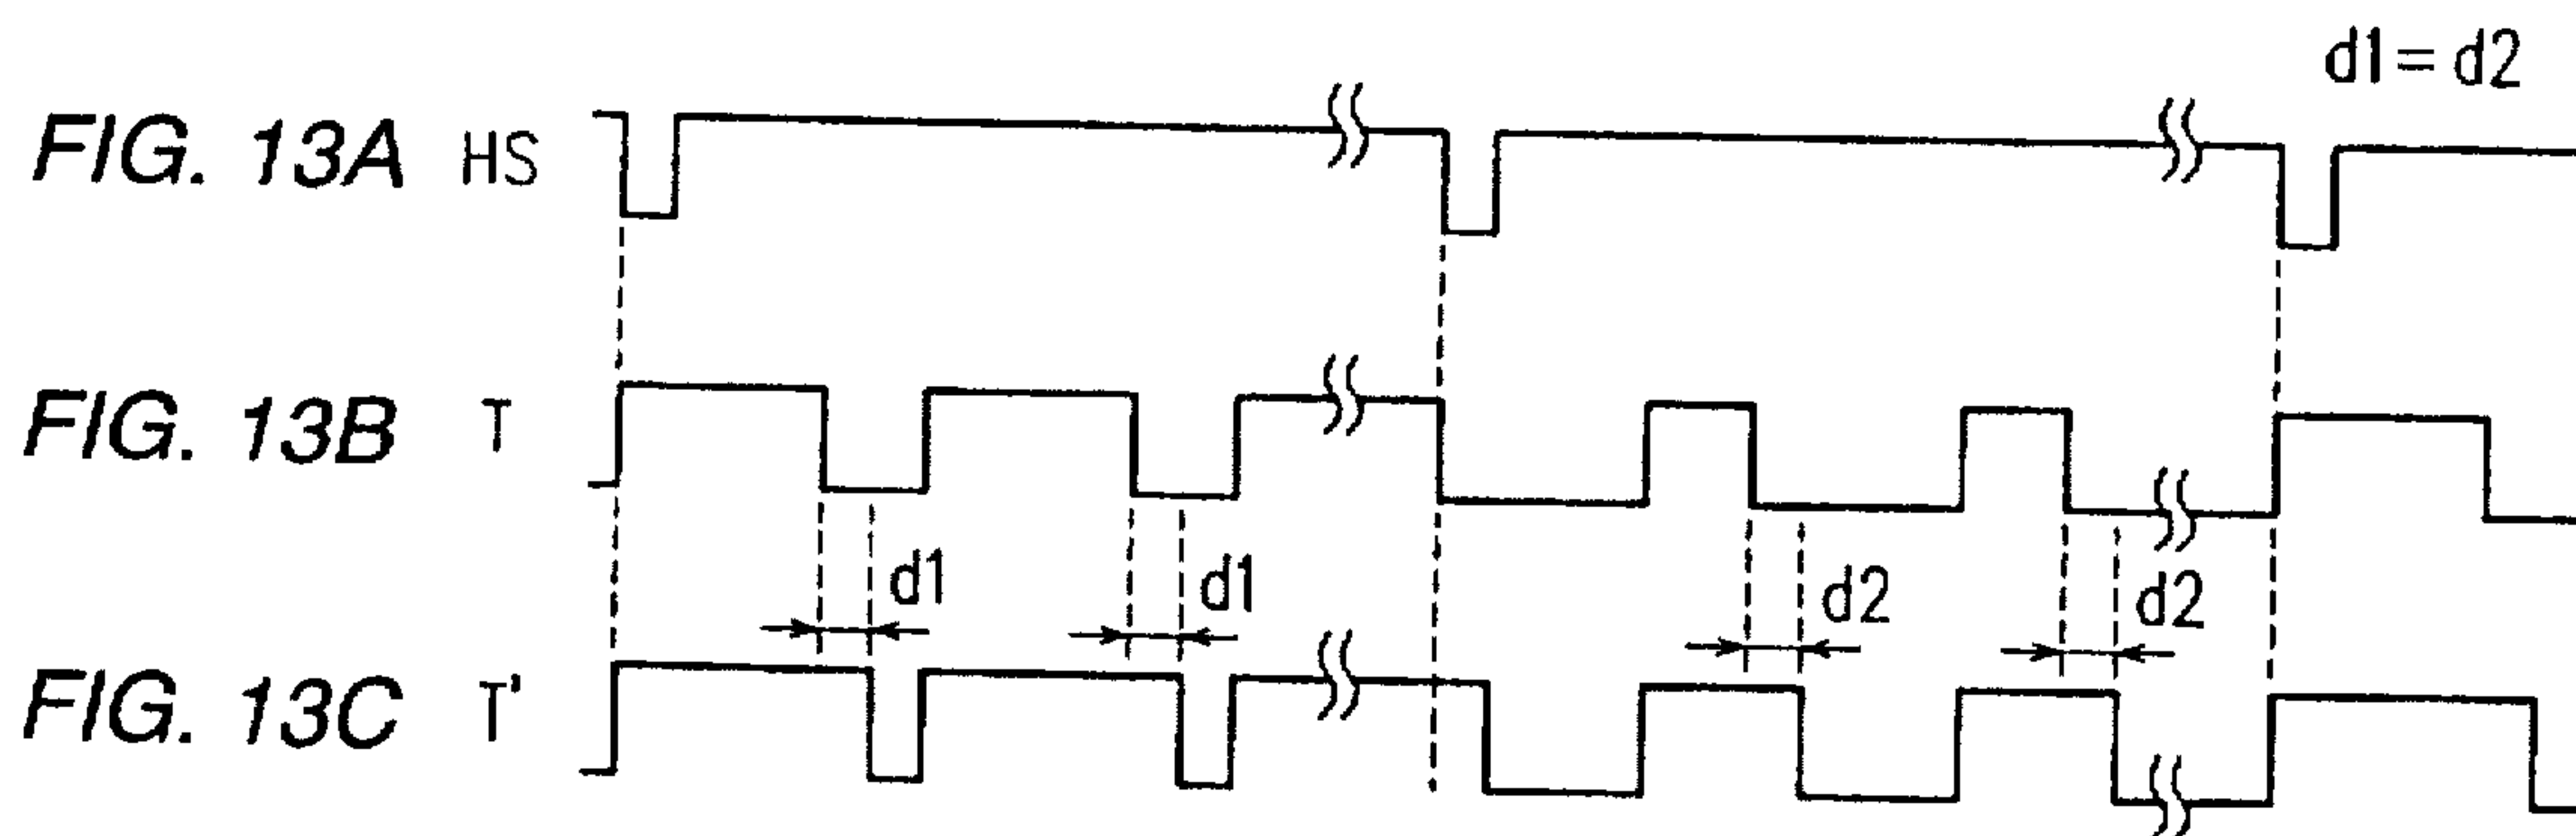 d1 = d2
FIG. 13A HS
FIG. 13B T
d1 d1 d2 d2
FIG. 13C T'